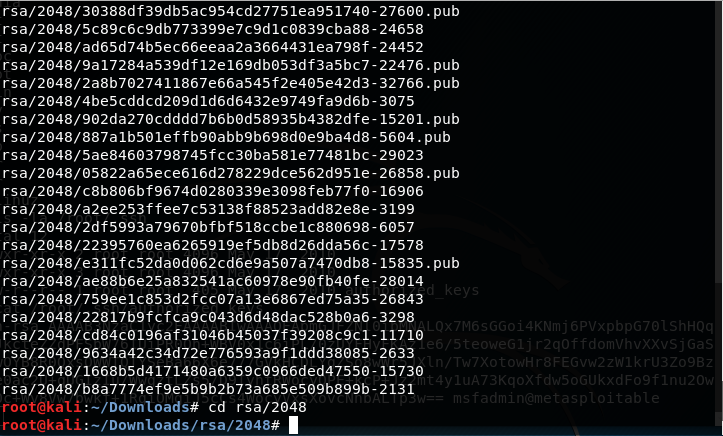 rsa/2048/30388df39db5ac954cd27751ea951740-27600.pub
rsa/2048/5c89c6c9db773399e7c9d1c0839cba88-24658
rsa/2048/ad65d74b5ec66eeaa2a3664431ea798f-24452
rsa/2048/9a17284a539df12e169db053df3a5bc7-22476.pub
rsa/2048/2a8b7027411867e66a545f2e405e42d3-32766.pub
rsa/2048/4be5cddcd209d1d6d6432e9749fa9d6b-3075
rsa/2048/902da270cdddd7b6b0d58935b4382dfe-15201.pub
rsa/2048/887a1b501effb90abb9b698d0e9ba4d8-5604.pub
rsa/2048/5ae84603798745fcc30ba581e77481bc-29023
rsa/2048/05822a65ece616d278229dce562d951e-26858.pub
rsa/2048/c8b806bf9674d0280339e3098feb77f0-16906
rsa/2048/a2ee253ffee7c53138f88523add82e8e-3199
rsa/2048/2df5993a79670bfbf518ccbe1c880698-6057
rsa/2048/22395760ea6265919ef5db8d26dda56c-17578
rsa/2048/e311fc52da0d062cd6e9a507a7470db8-15835.pub
rsa/2048/ae88b6e25a832541ac60978e90fb40fe-28014
rsa/2048/759ee1c853d2fcc07a13e6867ed75a35-26843
rsa/2048/22817b9fcfca9c043d6d48dac528b0a6-3298
rsa/2048/d84c0196af31046b45037f35208c9c1c-11710
rsa/2048/9634a42c34d72e776593a9f1ddd38085-2633
rsa/2048/1668b5d4171480a6359c0966ded47550-15730
rsa/2048/b8a7774ef9e5b9b2b73a685e509b899b-2131
root@kali:~/Downloads# cd rsa/2048
root@kali:~/Downloads/rsa/2048#
msfadmin@metasploitable